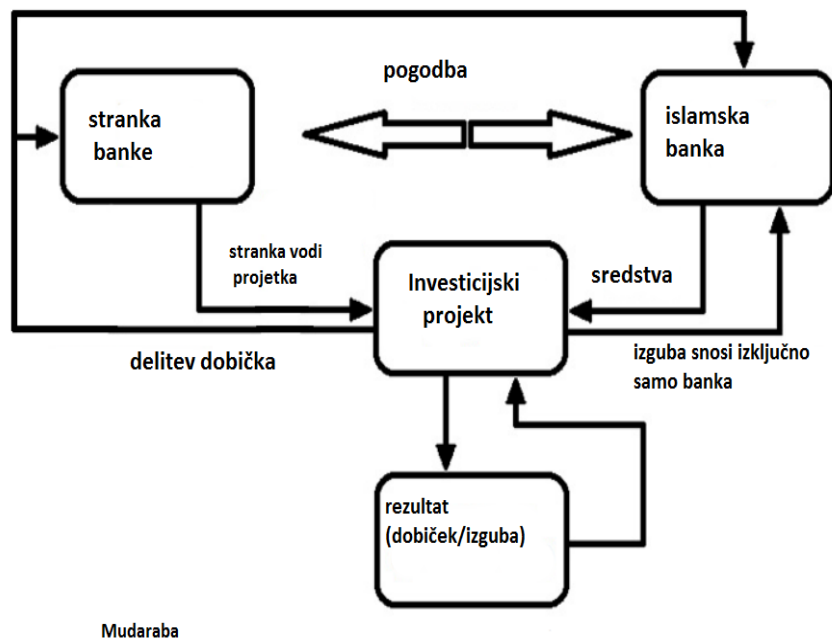 pogodba
stranka
banke
islamska
banka
stranka vodi
projetka
Investicijski
projekt
sredstva
delitev dobička
izguba snosi izključno
samo banka
rezultat
(dobiček/izguba)
Mudaraba